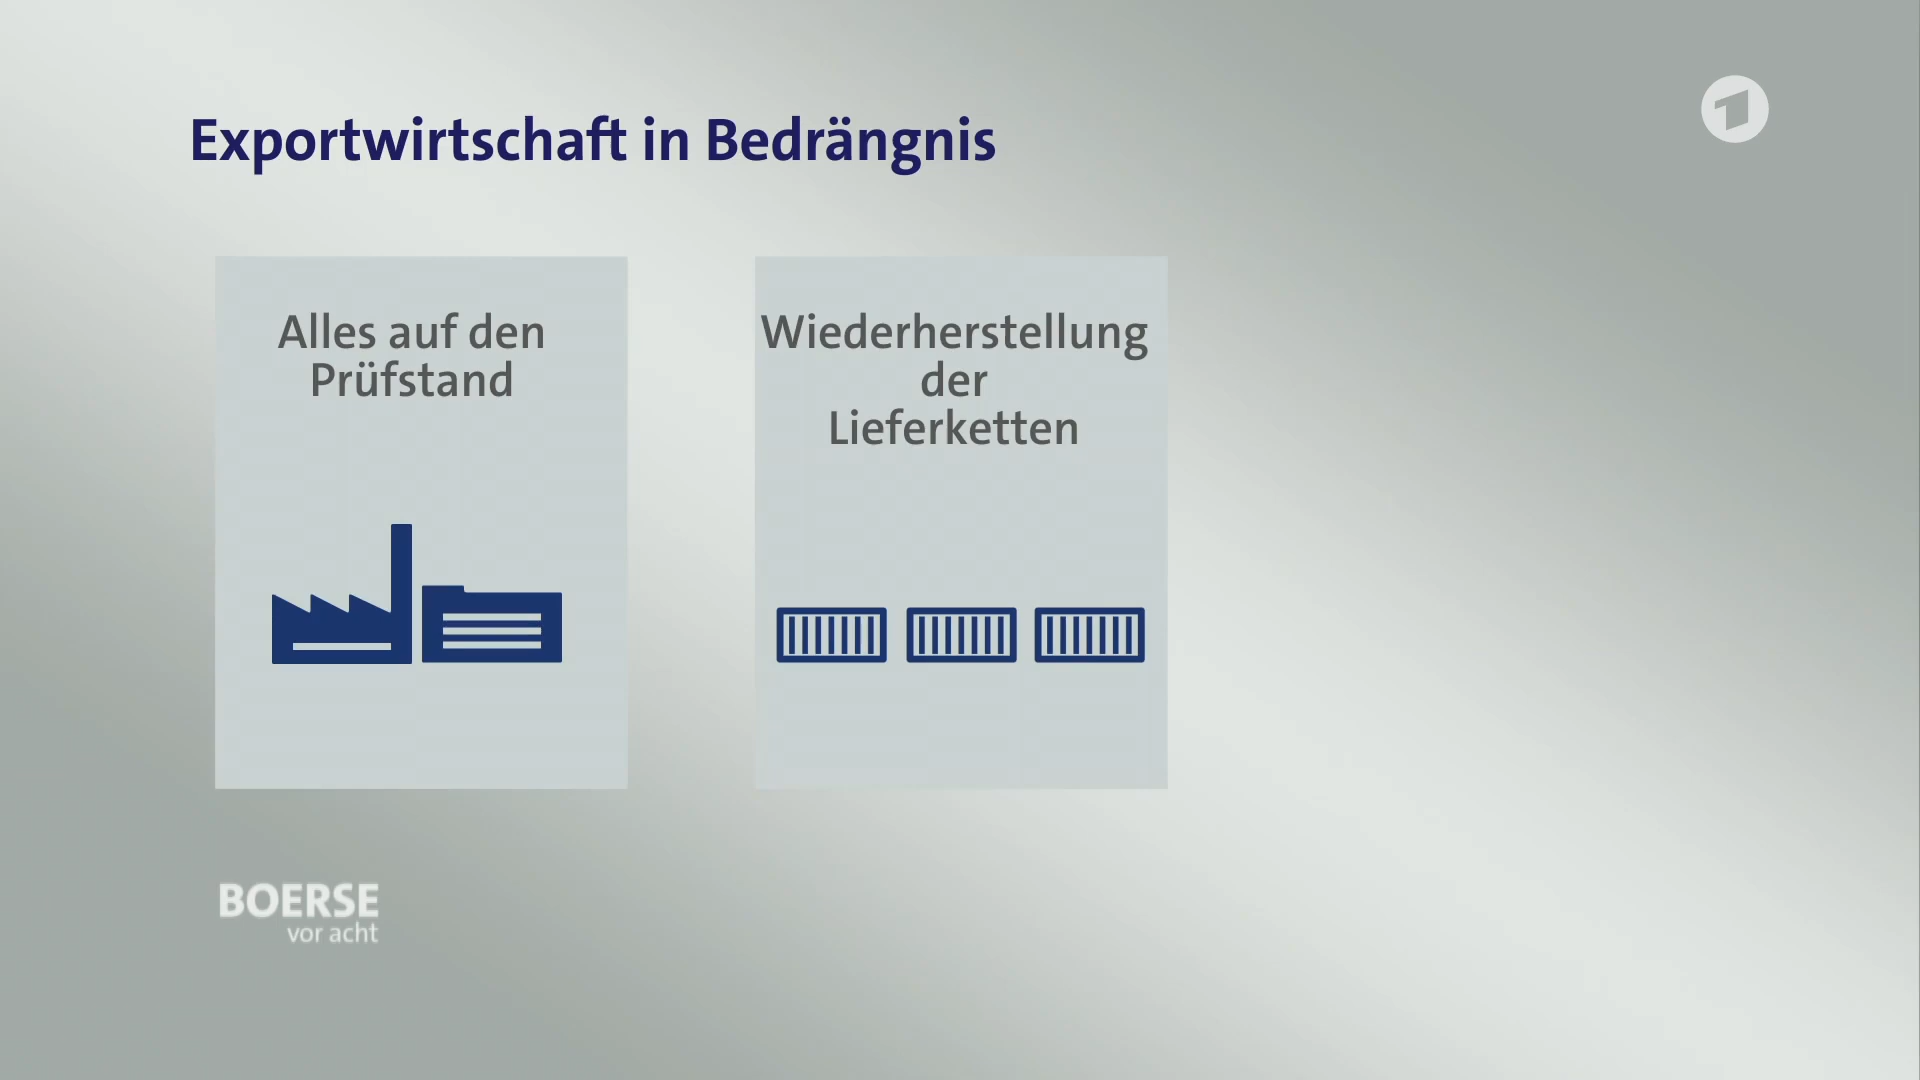 Exportwirtschaft in Bedrängnis
Alles auf den
Prüfstand
Wiederherstellung
der
Lieferketten
BOERSE
vor acht